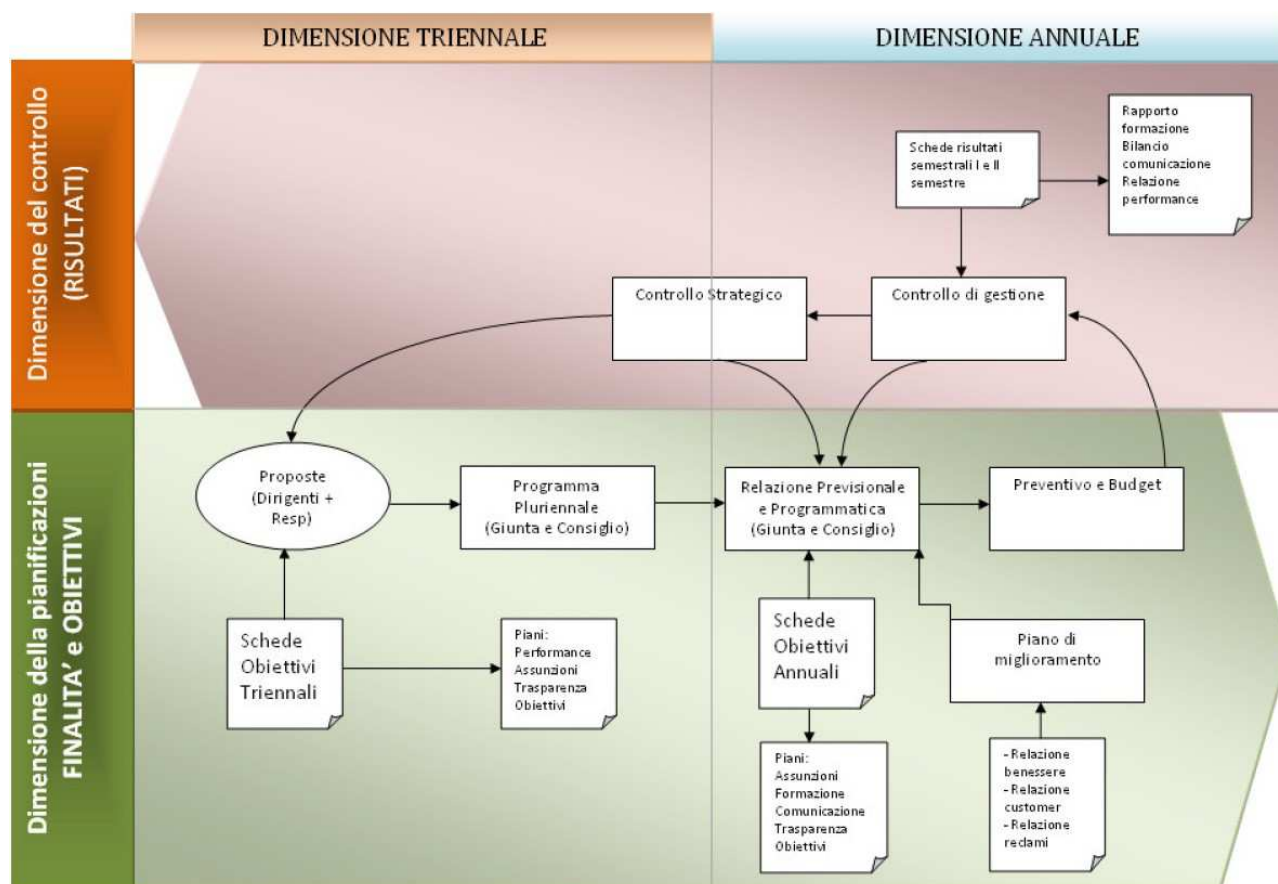 DIMENSIONE TRIENNALE
DIMENSIONE ANNUALE
Dimensione del controllo
(RISULTATI)
Schede risultati
semestrali I e II
semestre
Rapporto
formazione
Bilancio
comunicazione
Relazione
performance
Controllo Strategico
Controllo di gestione
Dimensione della pianificazioni
FINALITA’ e OBIETTIVI
Proposte
(Dirigenti +
Resp)
Programma
Pluriennale
(Giunta e Consiglio)
Relazione Previsionale
e Programmatica
(Giunta e Consiglio)
Preventivo e Budget
Schede
Obiettivi
Triennali
Piani:
Performance
Assunzioni
Trasparenza
Obiettivi
Schede
Obiettivi
Annuali
Piano di
miglioramento
Piani:
Assunzioni
Formazione
Comunicazione
Trasparenza
Obiettivi
- Relazione
benessere
- Relazione
customer
- Relazione
reclami